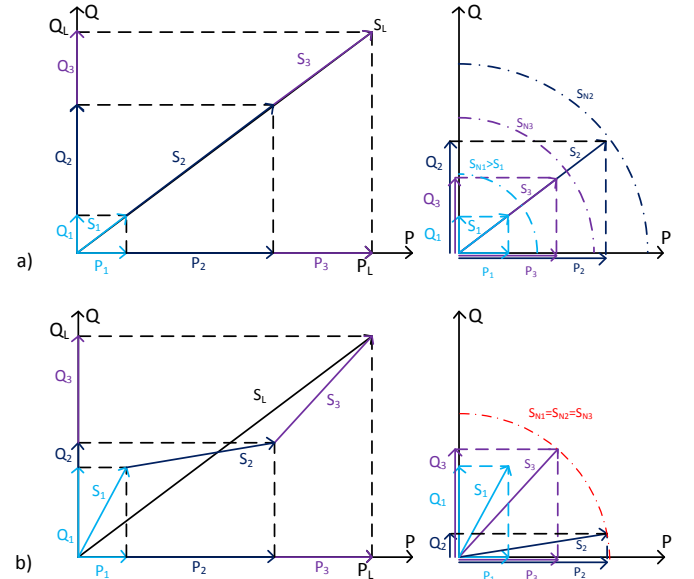 Q
Q_L
S_L
Q_3
S_3
Q_2
S_2
Q_1
S_1
P
P_1
P_2
P_3
P_L
a)
Q
S_N2
S_N3
Q_2
S_N1>S_1
S_2
Q_3
S_3
Q_1
S_1
P
P_1
P_3
P_2
Q
Q_L
Q_3
S_L
S_3
Q_2
S_2
S_1
Q_1
P
P_1
P_2
P_3
P_L
b)
Q
S_N1=S_N2=S_N3
Q_3
S_3
Q_1
S_1
Q_2
S_2
P
P_3
P_2